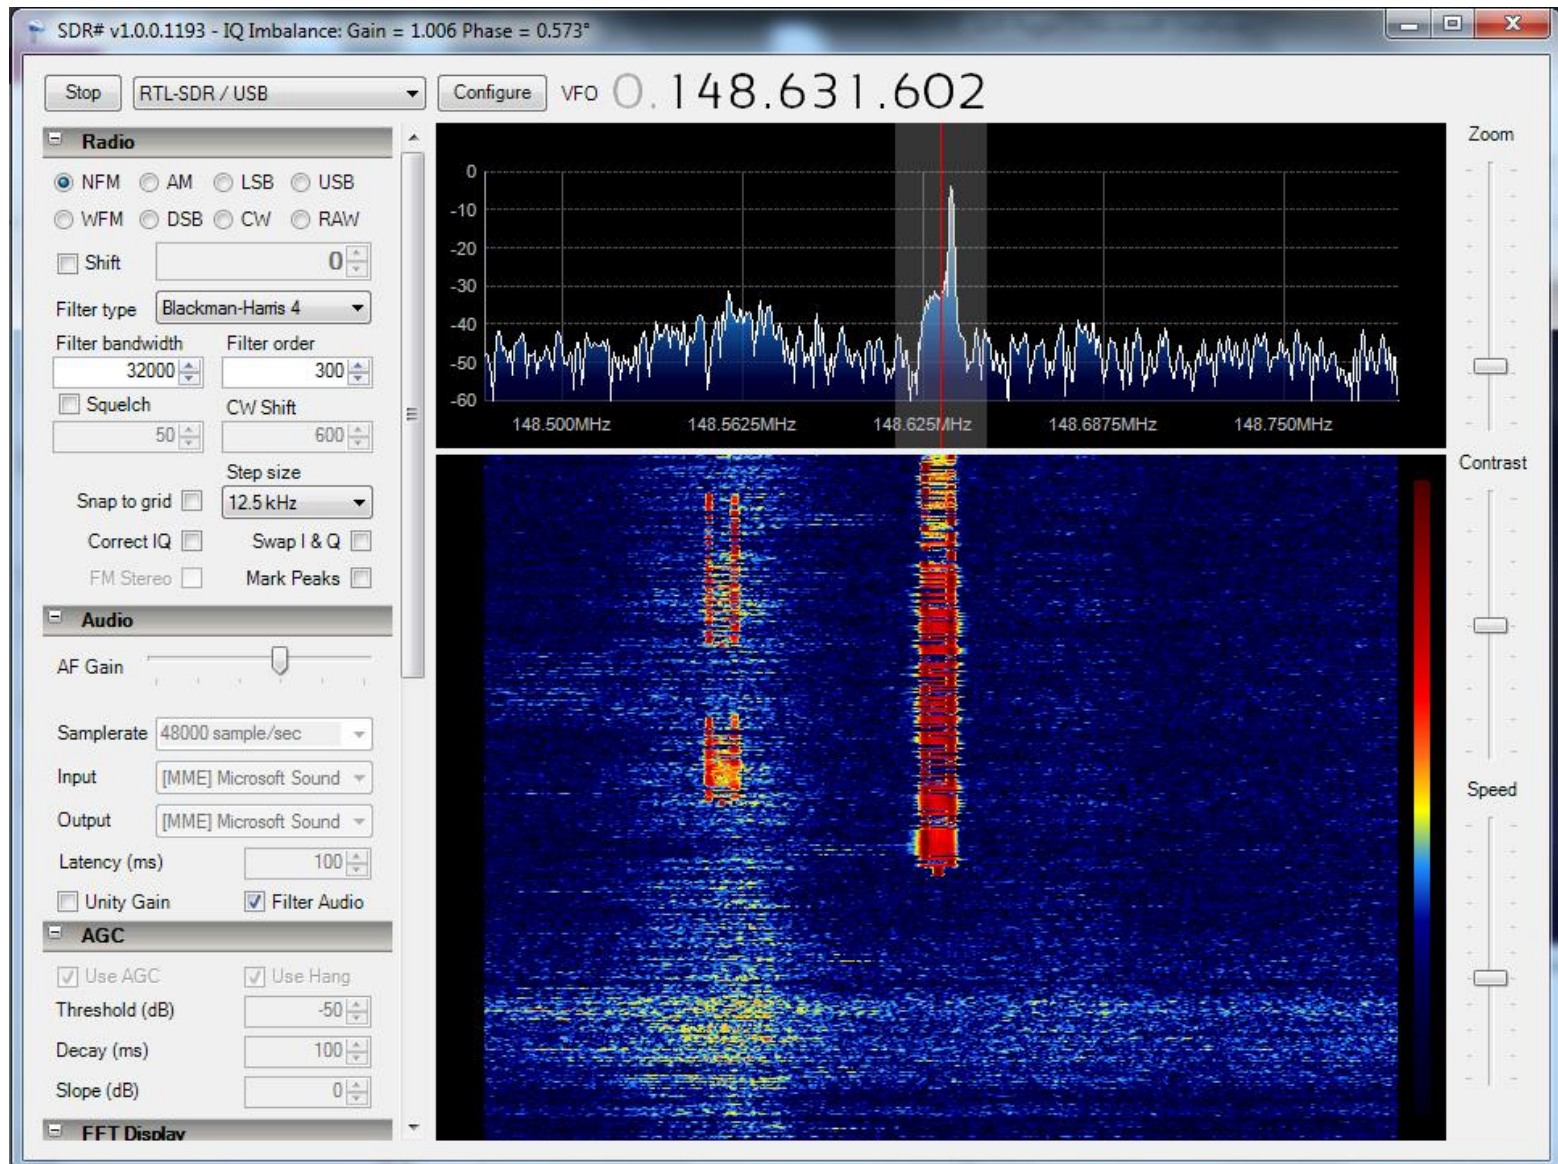 SDR# v1.0.0.1193 - IQ Imbalance: Gain = 1.006 Phase = 0.573°
Stop RTL-SDR / USB Configure VFO 0.148.631.602
Radio
NFM AM LSB USB
WFM DSB CW RAW
Shift 0
Filter type Blackman-Harris 4
Filter bandwidth Filter order
32000 300
Squelch CW Shift
50 600
Step size
Snap to grid 12.5 kHz
Correct IQ Swap I & Q
FM Stereo Mark Peaks
Audio
AF Gain
Samplerate 48000 sample/sec
Input [MME] Microsoft Sound
Output [MME] Microsoft Sound
Latency (ms) 100
Unity Gain Filter Audio
AGC
Use AGC Use Hang
Threshold (dB) -50
Decay (ms) 100
Slope (dB) 0
FFT Display
0
-10
-20
-30
-40
-50
-60
148.500MHz 148.5625MHz 148.625MHz 148.6875MHz 148.750MHz
Zoom
Contrast
Speed